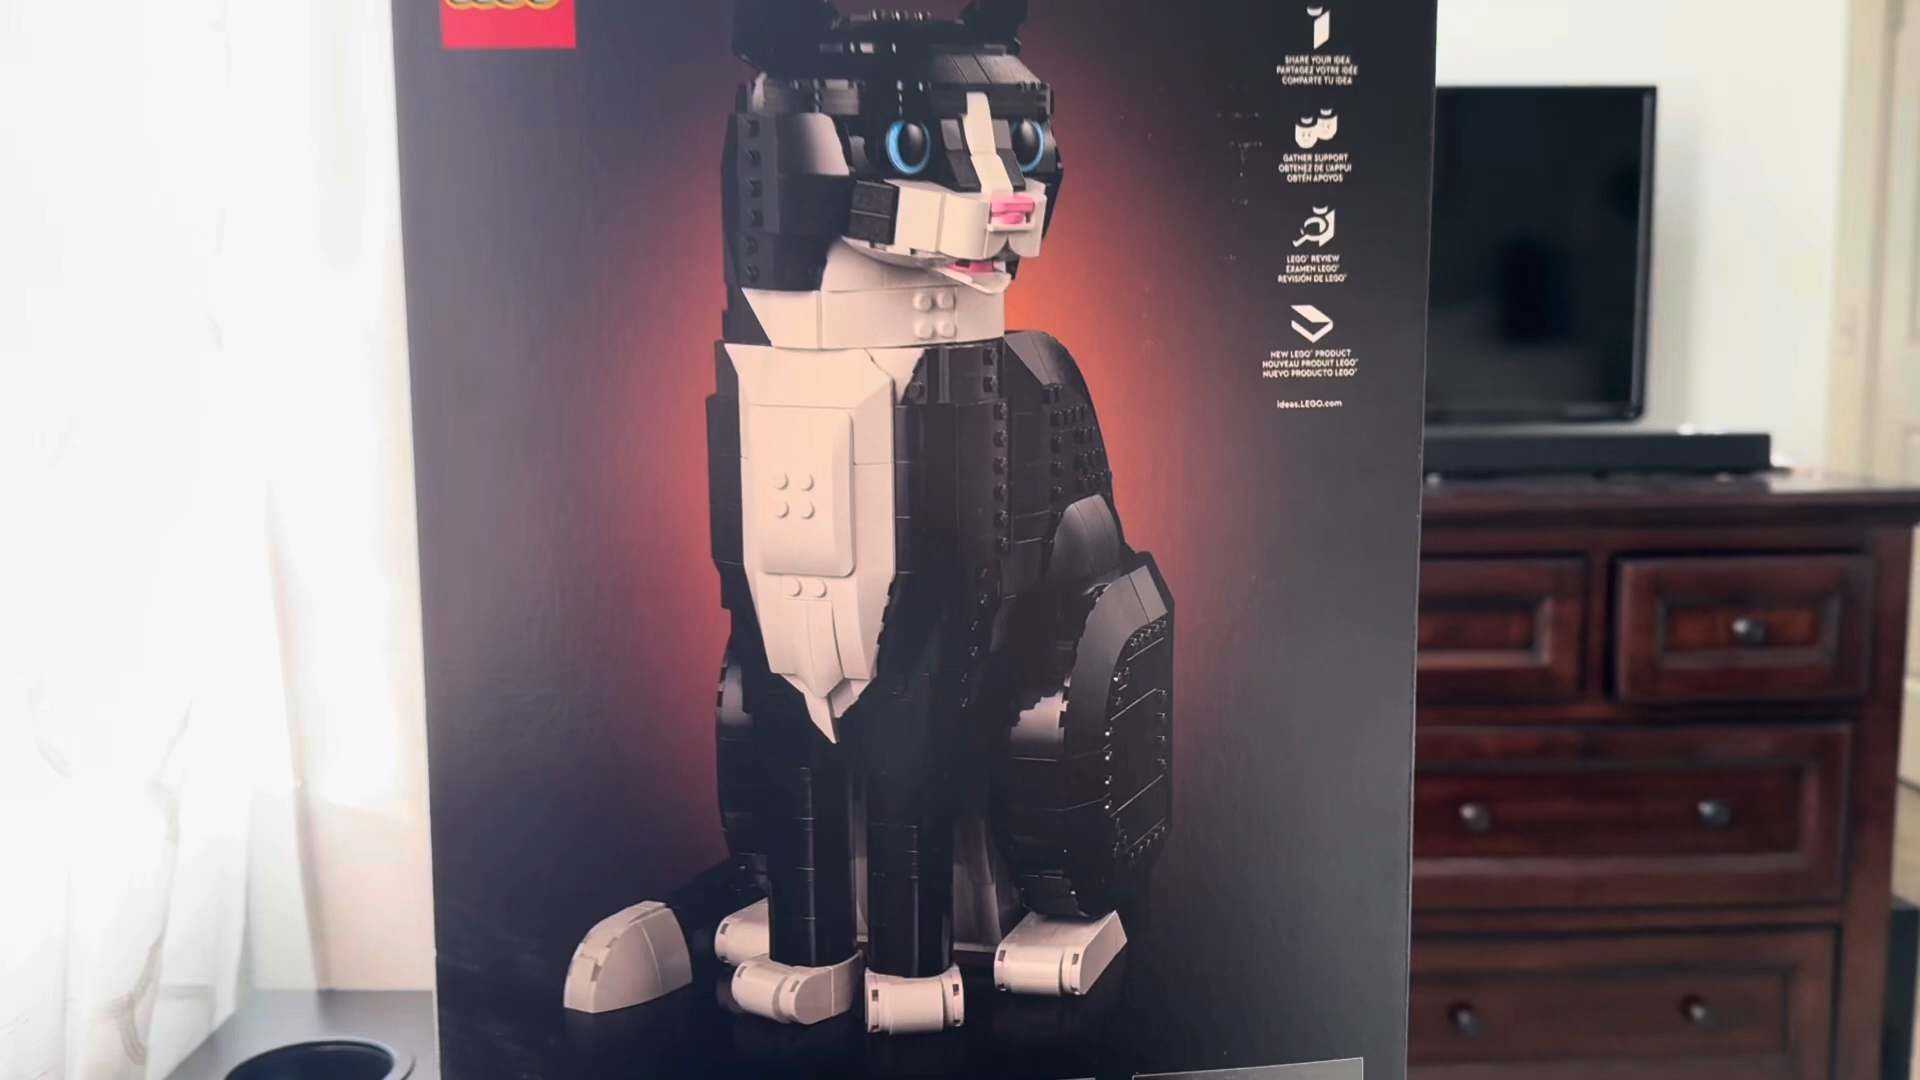 LEGO
SHARE YOUR IDEA
PARTAGEZ VOTRE IDÉE
COMPARTE TU IDEA
GATHER SUPPORT
OBTENEZ DE L'APPUI
OBTÉN APOYOS
LEGO® REVIEW
EXAMEN LEGO®
REVISIÓN DE LEGO®
NEW LEGO® PRODUCT
NOUVEAU PRODUIT LEGO®
NUEVO PRODUCTO LEGO®
ideas.LEGO.com